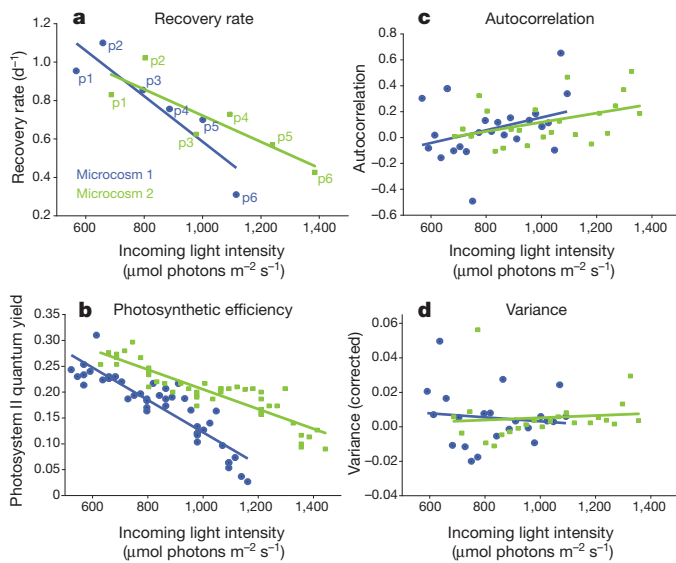 a Recovery rate
Recovery rate (d⁻¹)
1.4
1.2
1.0
0.8
0.6
0.4
0.2
p1
p2
p3
p4
p5
p6
p1
p2
p3
p4
p5
p6
Microcosm 1
Microcosm 2
600 800 1,000 1,200 1,400
Incoming light intensity
(μmol photons m⁻² s⁻¹)
c Autocorrelation
Autocorrelation
0.8
0.6
0.4
0.2
0.0
−0.2
−0.4
−0.6
600 800 1,000 1,200 1,400
Incoming light intensity
(μmol photons m⁻² s⁻¹)
b Photosynthetic efficiency
Photosystem II quantum yield
0.35
0.30
0.25
0.20
0.15
0.10
0.05
0
600 800 1,000 1,200 1,400
Incoming light intensity
(μmol photons m⁻² s⁻¹)
d Variance
Variance (corrected)
0.06
0.04
0.02
0.00
−0.02
−0.04
600 800 1,000 1,200 1,400
Incoming light intensity
(μmol photons m⁻² s⁻¹)